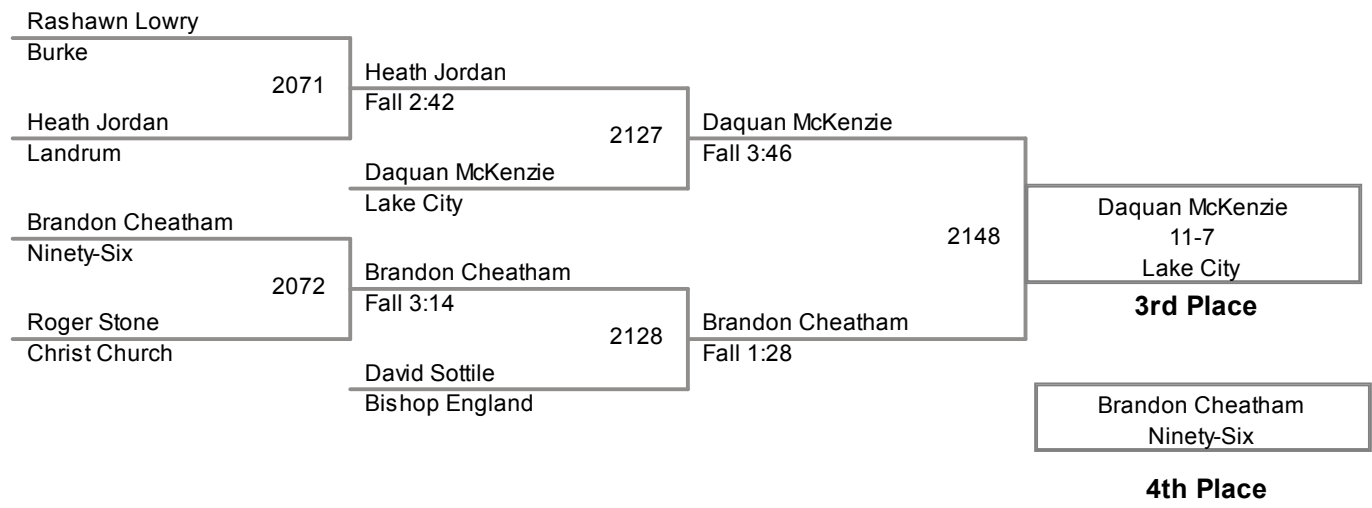 Rashawn Lowry
Burke
2071
Heath Jordan
Landrum
Brandon Cheatham
Ninety-Six
2072
Roger Stone
Christ Church
Heath Jordan
Fall 2:42
2127
Daquan McKenzie
Lake City
Brandon Cheatham
Fall 3:14
2128
David Sottile
Bishop England
Daquan McKenzie
Fall 3:46
2148
Brandon Cheatham
Fall 1:28
Daquan McKenzie
11-7
Lake City
3rd Place
Brandon Cheatham
Ninety-Six
4th Place